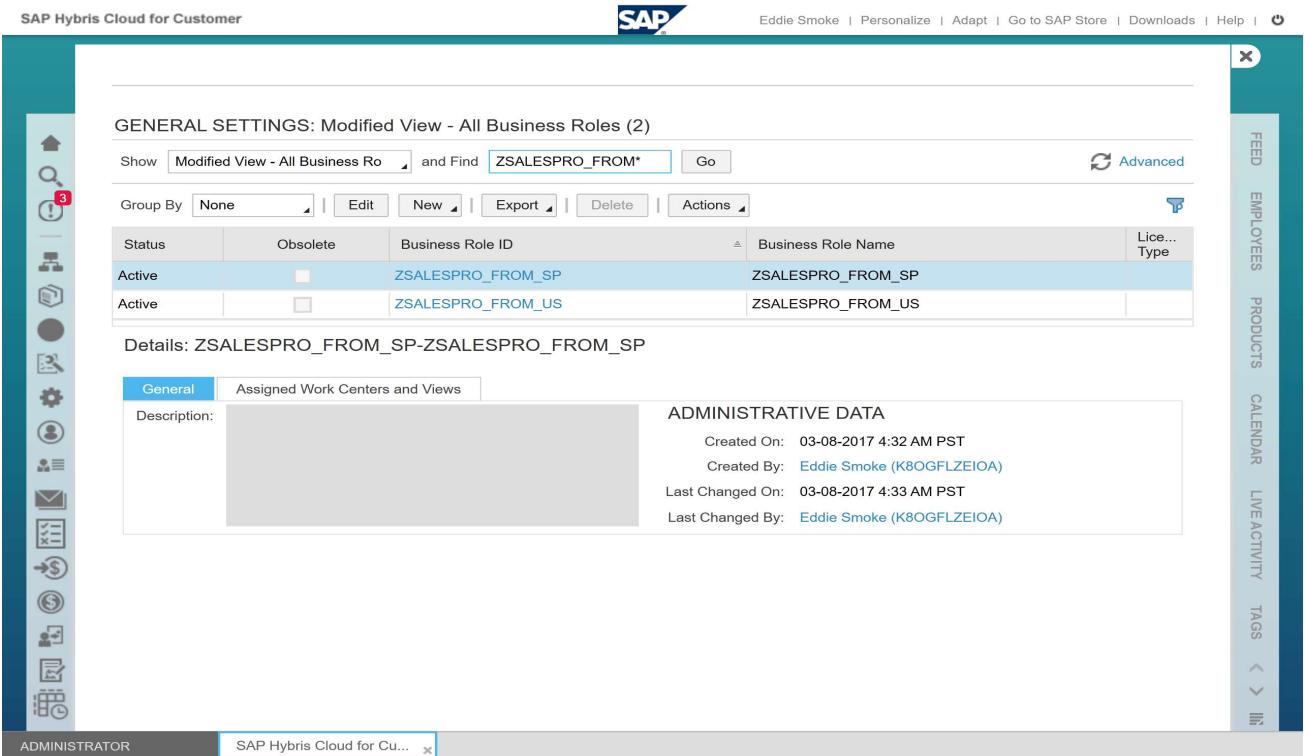 SAP Hybris Cloud for Customer
SAP
Eddie Smoke | Personalize | Adapt | Go to SAP Store | Downloads | Help |
GENERAL SETTINGS: Modified View - All Business Roles (2)
Show Modified View - All Business Ro and Find ZSALESPRO_FROM* Go Advanced
3
Group By None | Edit New | Export | Delete | Actions
Status Obsolete Business Role ID Business Role Name Lice... Type
Active ZSALESPRO_FROM_SP ZSALESPRO_FROM_SP
Active ZSALESPRO_FROM_US ZSALESPRO_FROM_US
Details: ZSALESPRO_FROM_SP-ZSALESPRO_FROM_SP
General Assigned Work Centers and Views
Description:
ADMINISTRATIVE DATA
Created On: 03-08-2017 4:32 AM PST
Created By: Eddie Smoke (K8OGFLZEIOA)
Last Changed On: 03-08-2017 4:33 AM PST
Last Changed By: Eddie Smoke (K8OGFLZEIOA)
FEED
EMPLOYEES
PRODUCTS
CALENDAR
LIVE ACTIVITY
TAGS
ADMINISTRATOR SAP Hybris Cloud for Cu... x